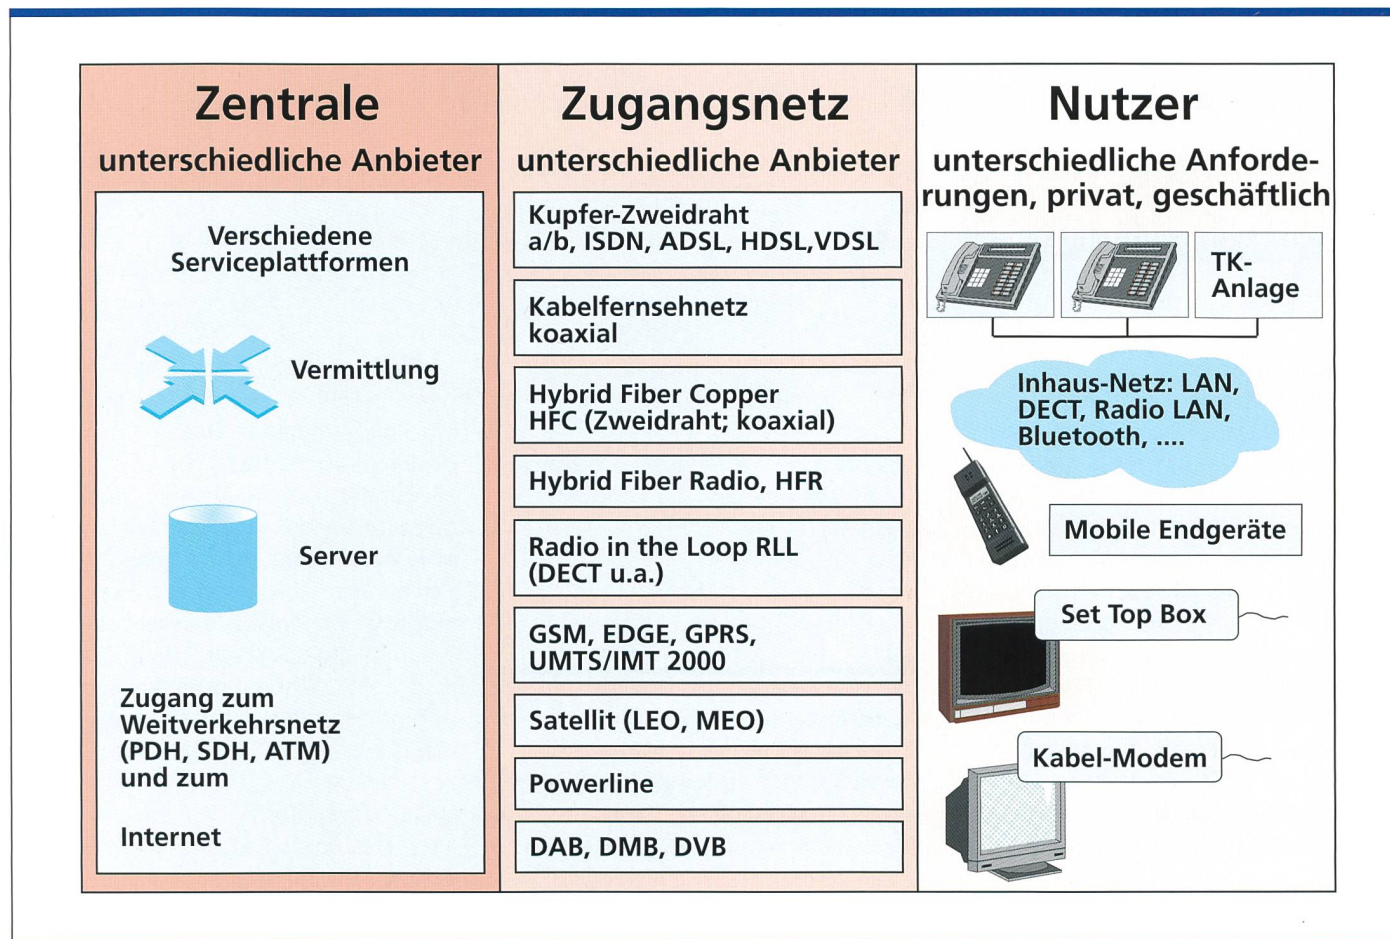 Zentrale
unterschiedliche Anbieter
Verschiedene
Serviceplattformen
Vermittlung
Server
Zugang zum
Weitverkehrsnetz
(PDH, SDH, ATM)
und zum
Internet
Zugangsnetz
unterschiedliche Anbieter
Kupfer-Zweidraht
a/b, ISDN, ADSL, HDSL,VDSL
Kabelfernsehnetz
koaxial
Hybrid Fiber Copper
HFC (Zweidraht; koaxial)
Hybrid Fiber Radio, HFR
Radio in the Loop RLL
(DECT u.a.)
GSM, EDGE, GPRS,
UMTS/IMT 2000
Satellit (LEO, MEO)
Powerline
DAB, DMB, DVB
Nutzer
unterschiedliche Anforde-
rungen, privat, geschäftlich
TK-
Anlage
Inhaus-Netz: LAN,
DECT, Radio LAN,
Bluetooth, ....
Mobile Endgeräte
Set Top Box
Kabel-Modem